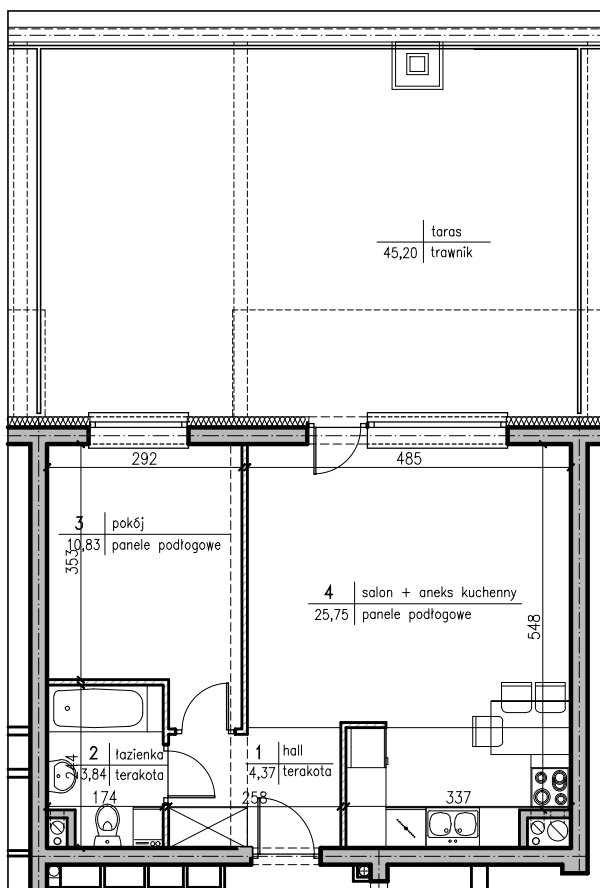 taras
45,20 trawnik
292
485
3 pokój
10,83 panele podłogowe
353
4 salon + aneks kuchenny
25,75 panele podłogowe
548
2 łazienka
3,84 terakota
244
1 hall
4,37 terakota
174
258
337